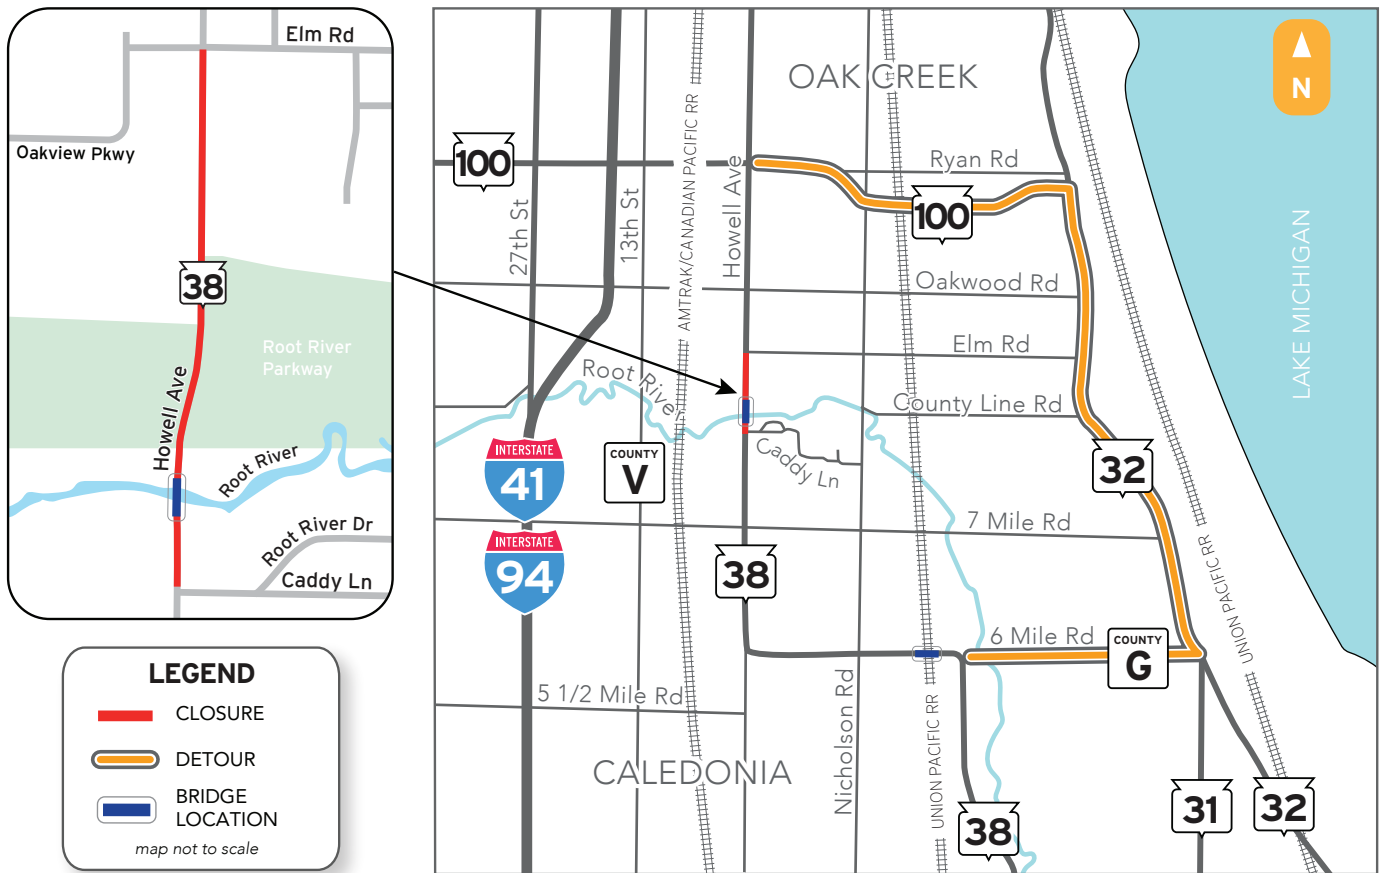 Elm Rd
Oakview Pkwy
38
Root River
Parkway
Howell Ave
Root River
Root River Dr
Caddy Ln
LEGEND
CLOSURE
DETOUR
BRIDGE
LOCATION
map not to scale
OAK CREEK
N
100
Ryan Rd
100
27th St
13th St
AMTRAK/CANADIAN PACIFIC RR
Howell Ave
LAKE MICHIGAN
Oakwood Rd
Elm Rd
Root River
County Line Rd
Caddy Ln
INTERSTATE
41
COUNTY
V
32
7 Mile Rd
INTERSTATE
94
38
UNION PACIFIC RR
6 Mile Rd
COUNTY
G
5 1/2 Mile Rd
Nicholson Rd
UNION PACIFIC RR
CALEDONIA
38
31
32